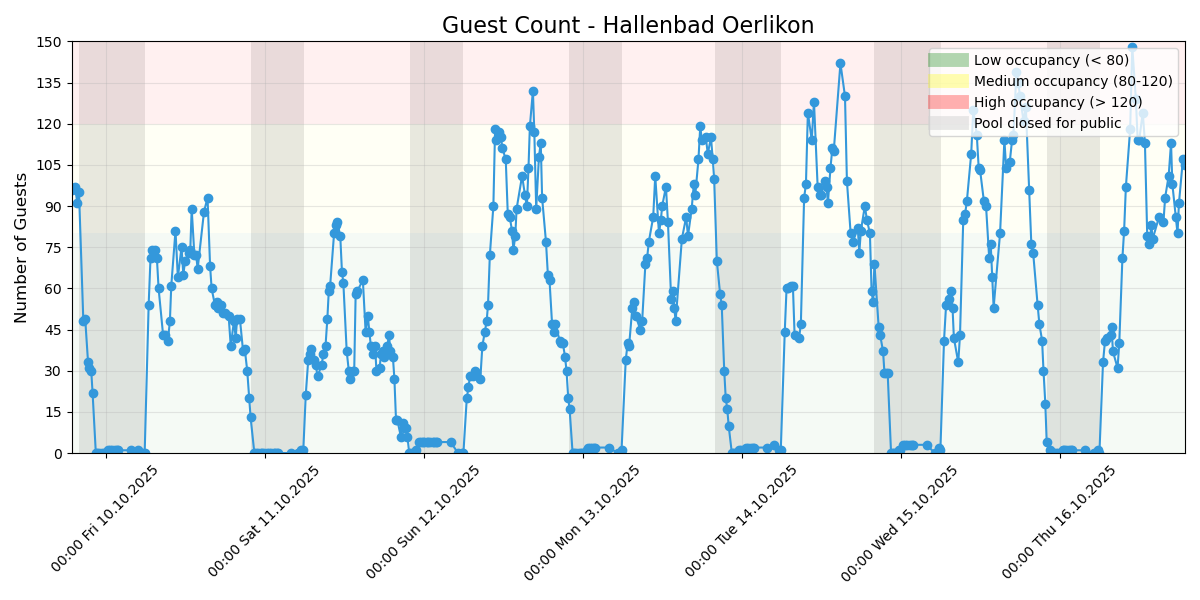 Guest Count - Hallenbad Oerlikon
Number of Guests
150
135
120
105
90
75
60
45
30
15
0
Low occupancy (< 80)
Medium occupancy (80-120)
High occupancy (> 120)
Pool closed for public
00:00 Fri 10.10.2025
00:00 Sat 11.10.2025
00:00 Sun 12.10.2025
00:00 Mon 13.10.2025
00:00 Tue 14.10.2025
00:00 Wed 15.10.2025
00:00 Thu 16.10.2025